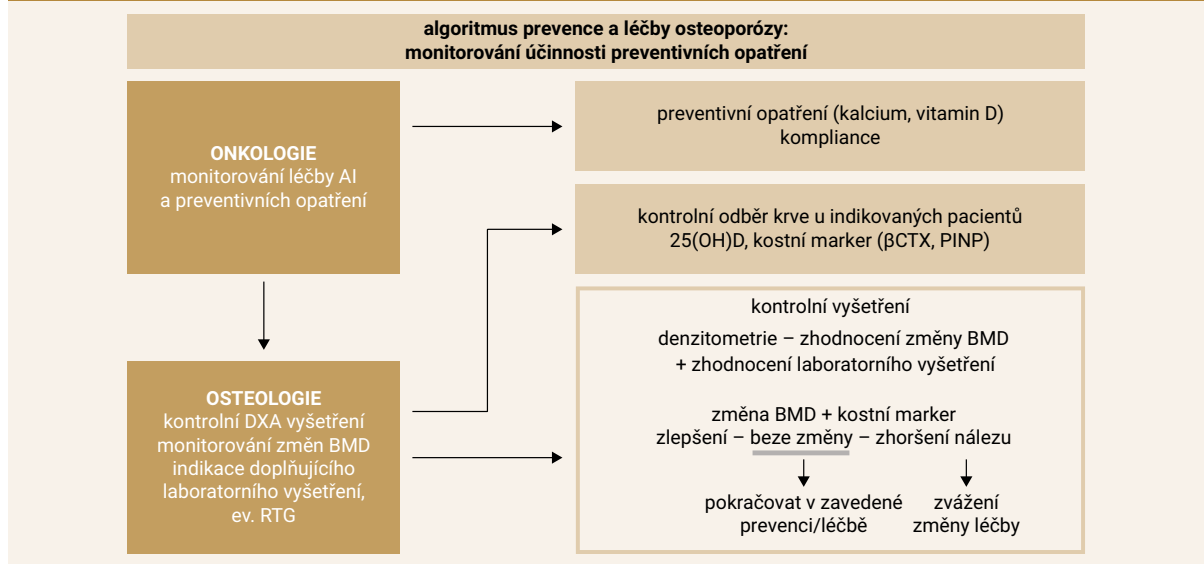 algoritmus prevence a léčby osteoporózy:
monitorování účinnosti preventivních opatření
ONKOLOGIE
monitorování léčby AI
a preventivních opatření
preventivní opatření (kalcium, vitamin D)
kompliance
kontrolní odběr krve u indikovaných pacientů
25(OH)D, kostní marker (βCTX, PINP)
OSTEOLOGIE
kontrolní DXA vyšetření
monitorování změn BMD
indikace doplňujícího
laboratorního vyšetření,
ev. RTG
kontrolní vyšetření
denzitometrie – zhodnocení změny BMD
+ zhodnocení laboratorního vyšetření
změna BMD + kostní marker
zlepšení – beze změny – zhoršení nálezu
pokračovat v zavedené
prevenci/léčbě
zvážení
změny léčby